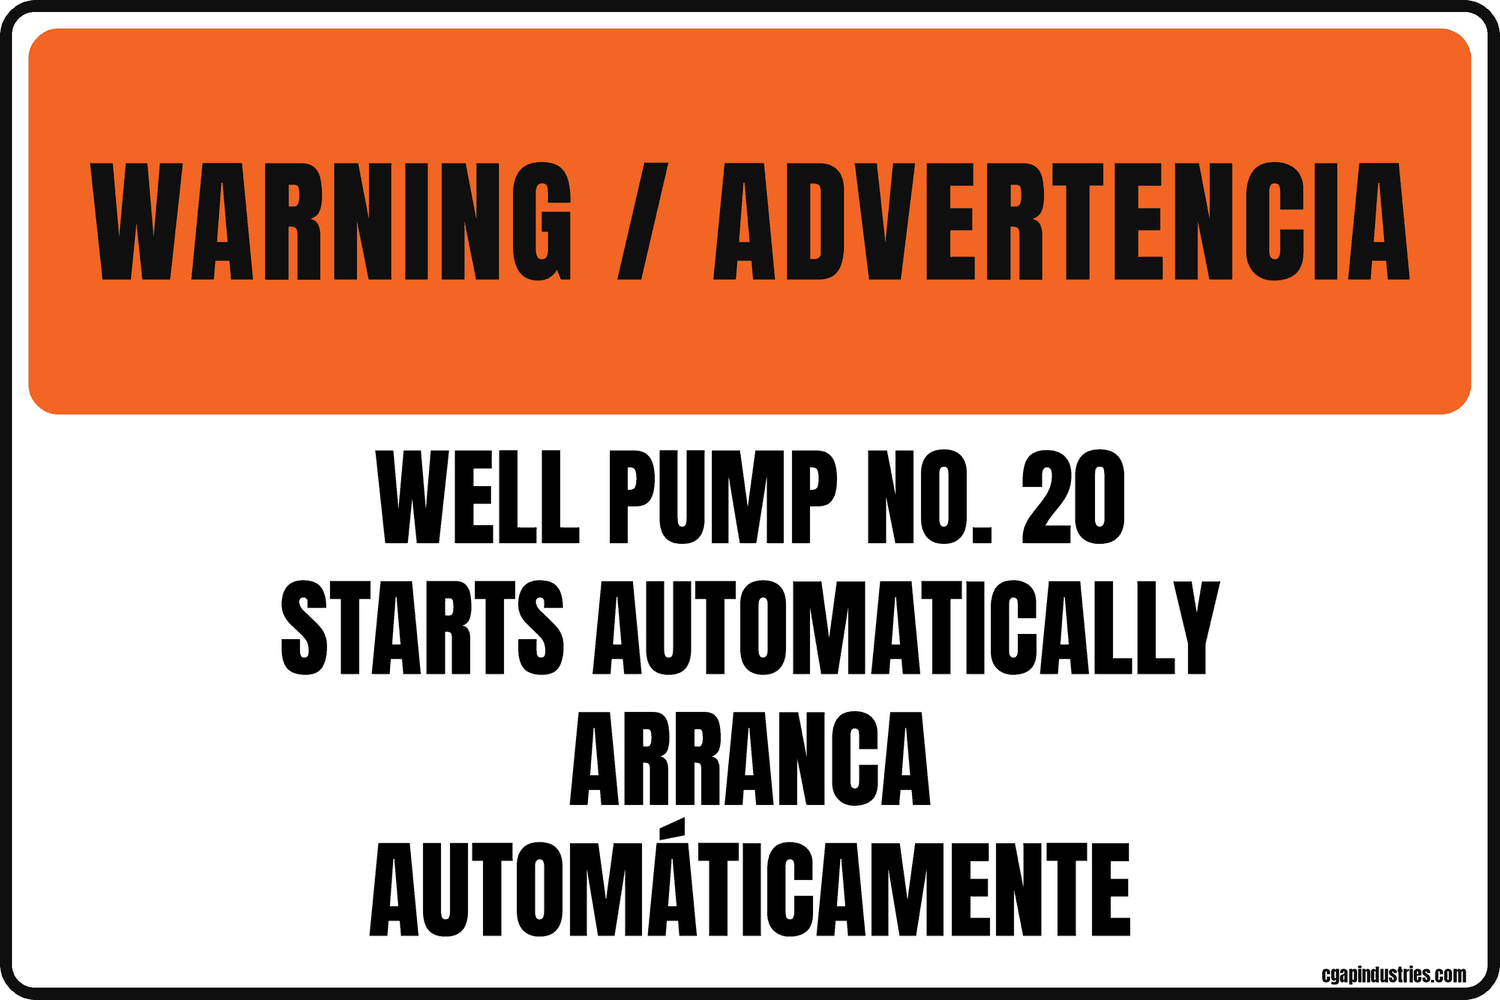 WARNING / ADVERTENCIA
WELL PUMP NO. 20
STARTS AUTOMATICALLY
ARRANCA
AUTOMÁTICAMENTE
cgapindustries.com